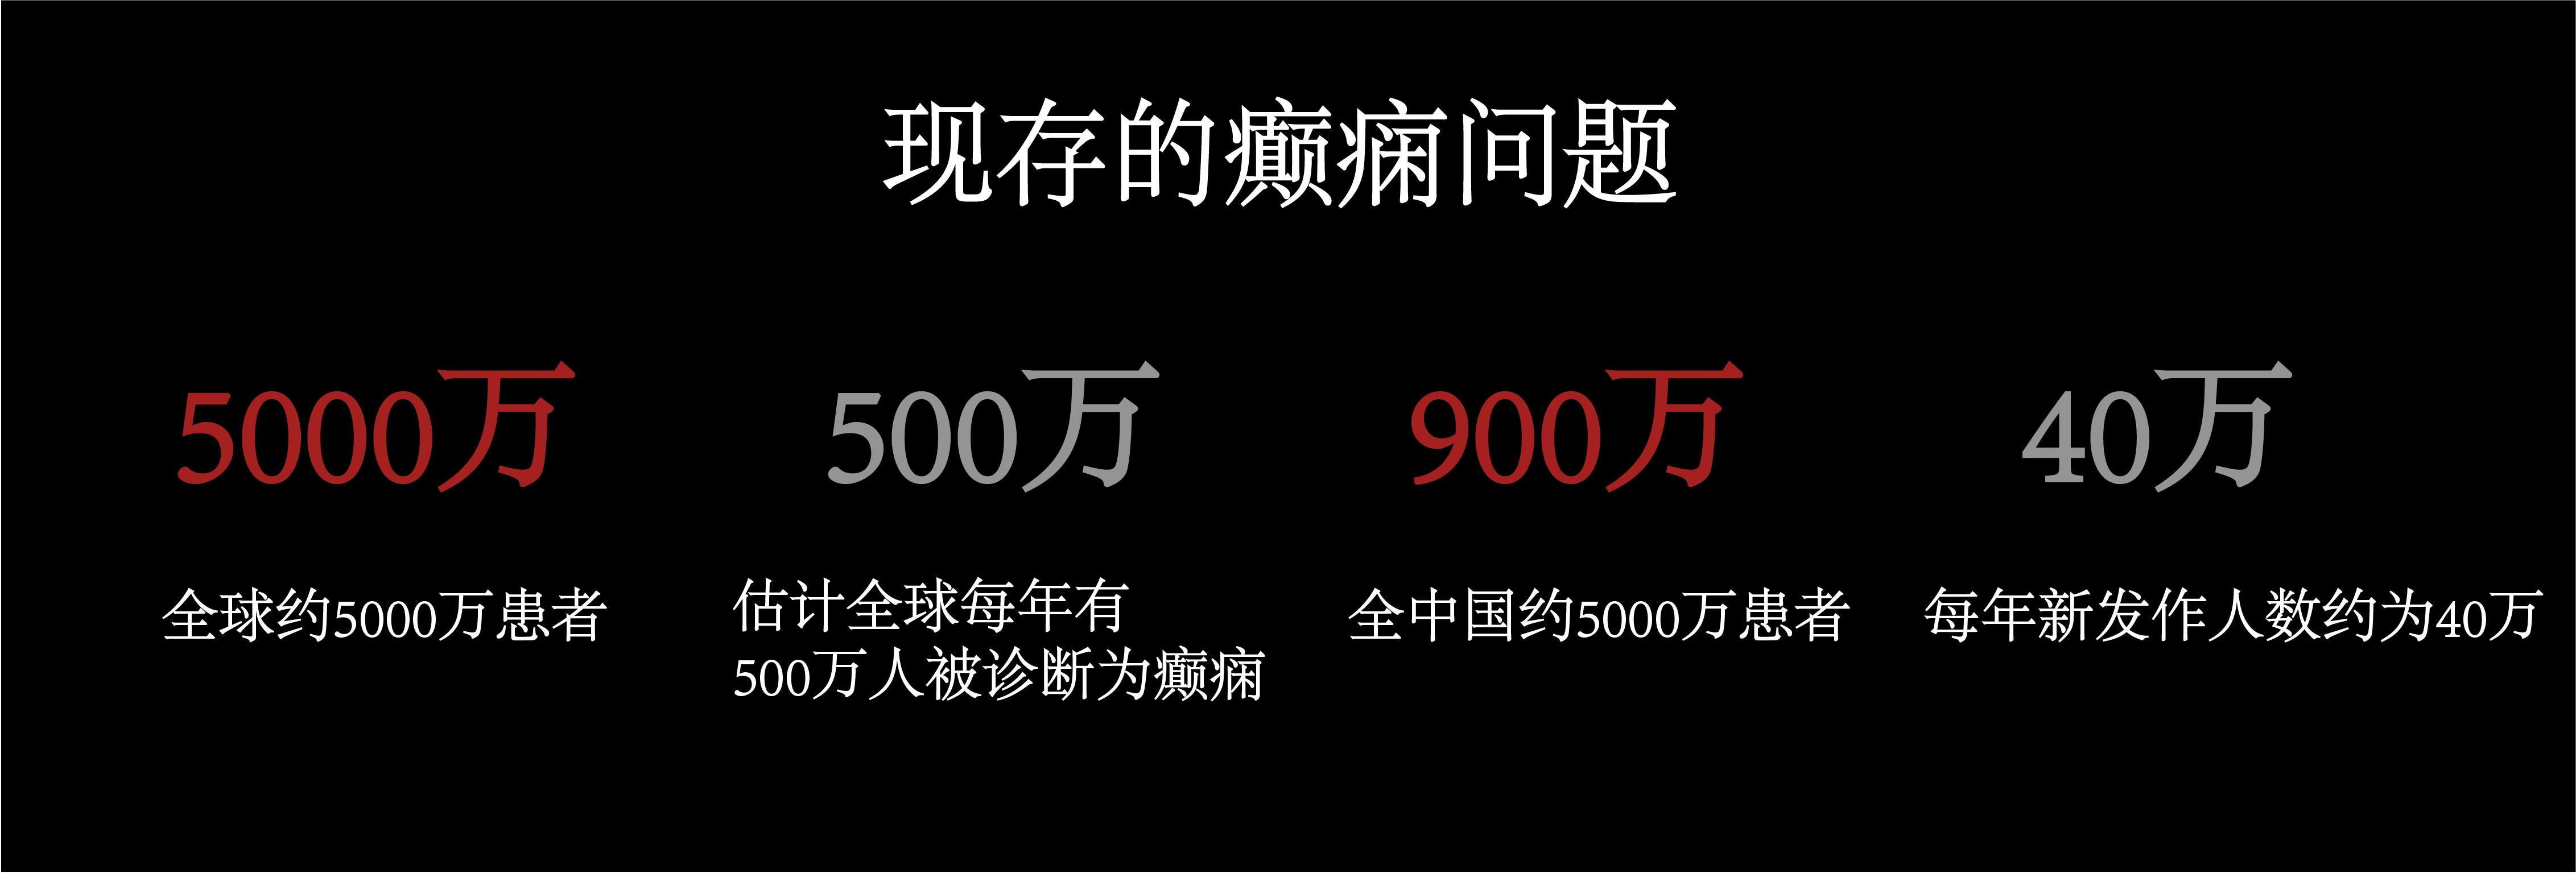 现存的癫痫问题
5000万
500万
900万
40万
全球约5000万患者
估计全球每年有
500万人被诊断为癫痫
全中国约5000万患者
每年新发作人数约为40万